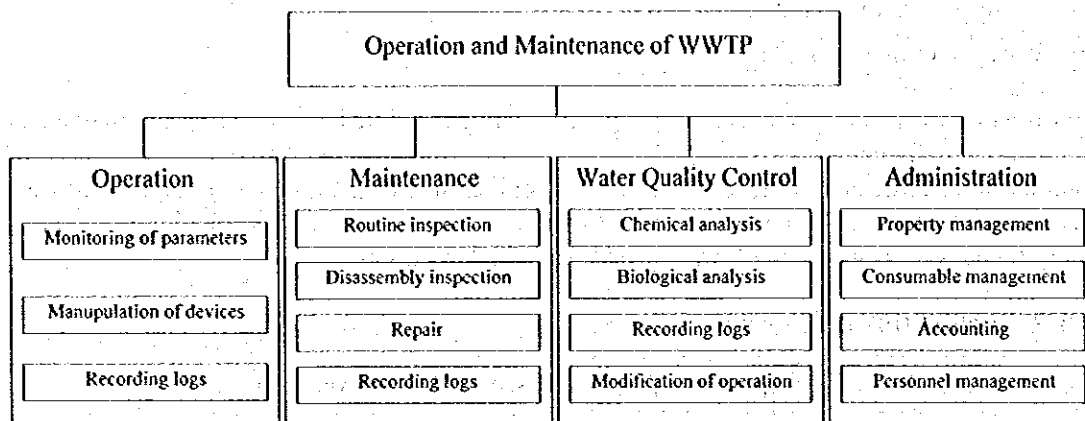 Operation and Maintenance of WWTP
Operation
Monitoring of parameters
Manupulation of devices
Recording logs
Maintenance
Routine inspection
Disassembly inspection
Repair
Recording logs
Water Quality Control
Chemical analysis
Biological analysis
Recording logs
Modification of operation
Administration
Property management
Consumable management
Accounting
Personnel management